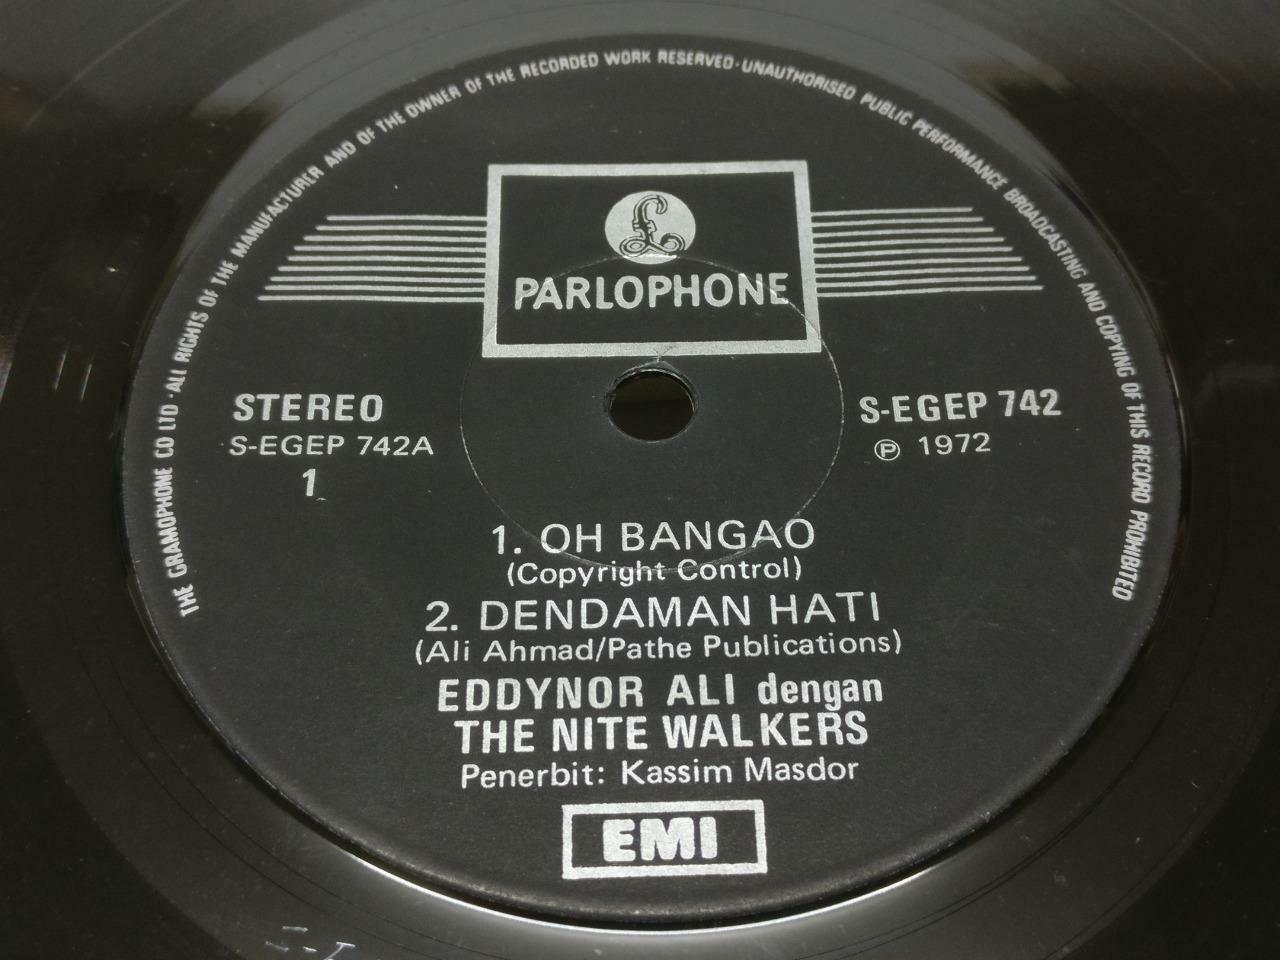 THE GRAMOPHONE CO LTD · ALL RIGHTS OF THE MANUFACTURER AND OF THE OWNER OF THE RECORDED WORK RESERVED · UNAUTHORISED PUBLIC PERFORMANCE BROADCASTING AND COPYING OF THIS RECORD PROHIBITED
£
PARLOPHONE
STEREO
S-EGEP 742A
1
S-EGEP 742
℗ 1972
1. OH BANGAO
(Copyright Control)
2. DENDAMAN HATI
(Ali Ahmad/Pathe Publications)
EDDYNOR ALI dengan
THE NITE WALKERS
Penerbit: Kassim Masdor
EMI